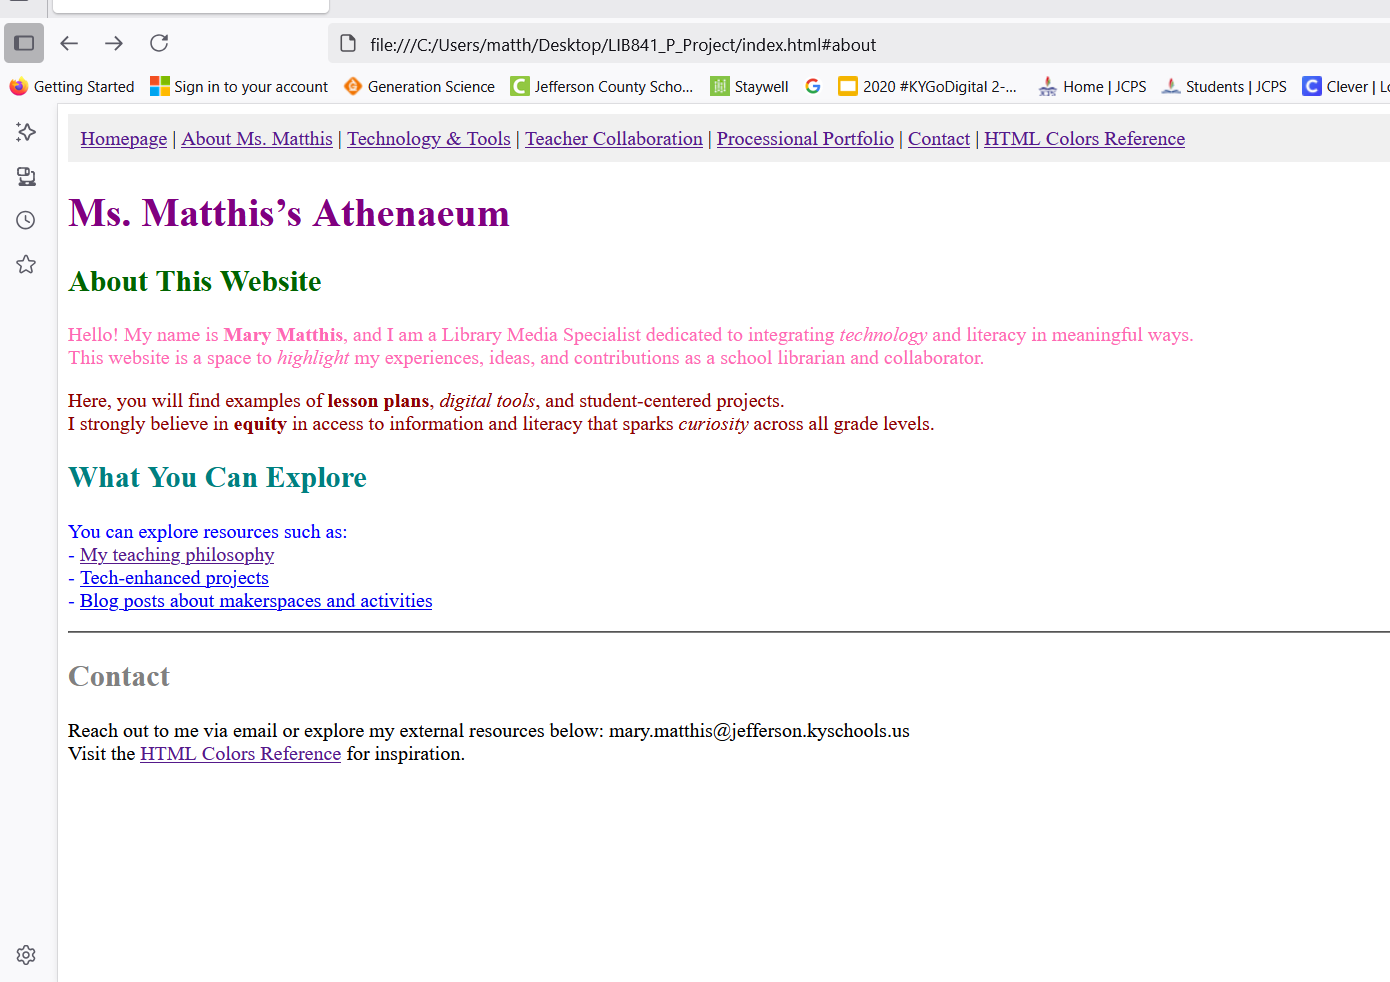 file:///C:/Users/matth/Desktop/LIB841_P_Project/index.html#about
Getting Started Sign in to your account Generation Science Jefferson County Scho... Staywell 2020 #KYGoDigital 2-... Home | JCPS Students | JCPS Clever | Lo
Homepage | About Ms. Matthis | Technology & Tools | Teacher Collaboration | Processional Portfolio | Contact | HTML Colors Reference
Ms. Matthis’s Athenaeum
About This Website
Hello! My name is Mary Matthis, and I am a Library Media Specialist dedicated to integrating technology and literacy in meaningful ways.
This website is a space to highlight my experiences, ideas, and contributions as a school librarian and collaborator.
Here, you will find examples of lesson plans, digital tools, and student-centered projects.
I strongly believe in equity in access to information and literacy that sparks curiosity across all grade levels.
What You Can Explore
You can explore resources such as:
- My teaching philosophy
- Tech-enhanced projects
- Blog posts about makerspaces and activities
Contact
Reach out to me via email or explore my external resources below: mary.matthis@jefferson.kyschools.us
Visit the HTML Colors Reference for inspiration.